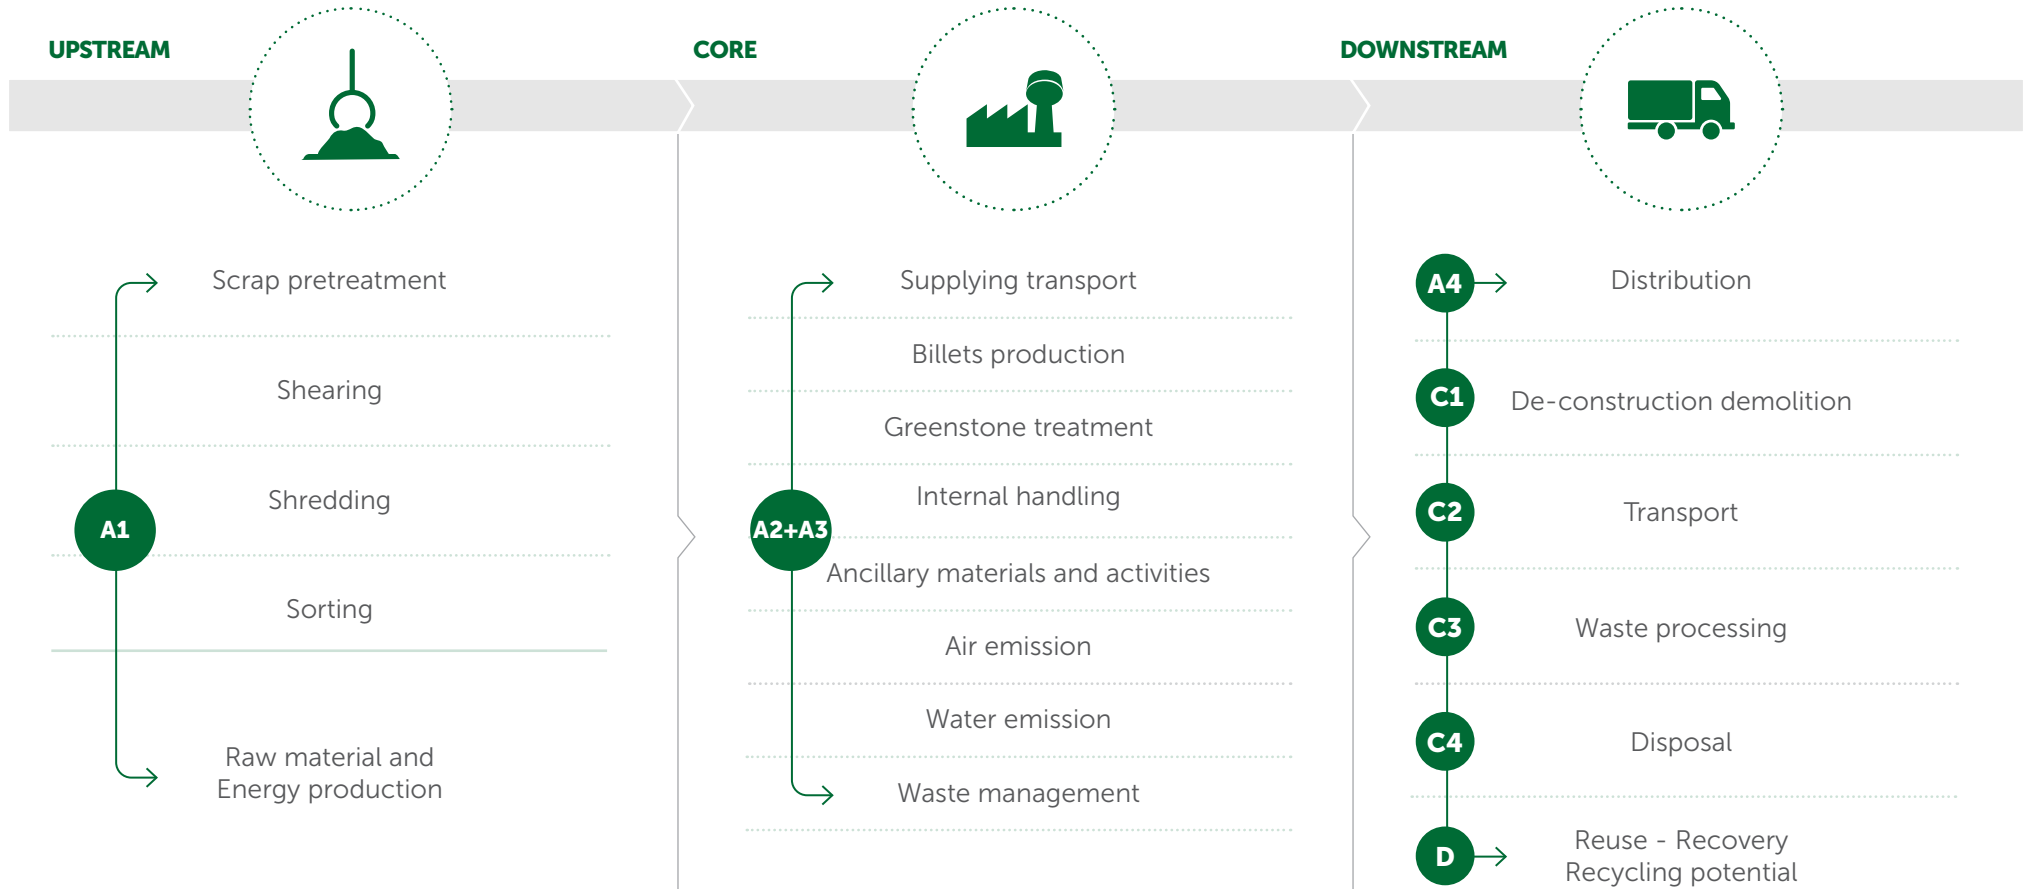 UPSTREAM
Scrap pretreatment
Shearing
Shredding
A1
Sorting
Raw material and
Energy production
CORE
Supplying transport
Billets production
Greenstone treatment
Internal handling
A2+A3
Ancillary materials and activities
Air emission
Water emission
Waste management
DOWNSTREAM
A4
Distribution
C1
De-construction demolition
C2
Transport
C3
Waste processing
C4
Disposal
D
Reuse - Recovery
Recycling potential